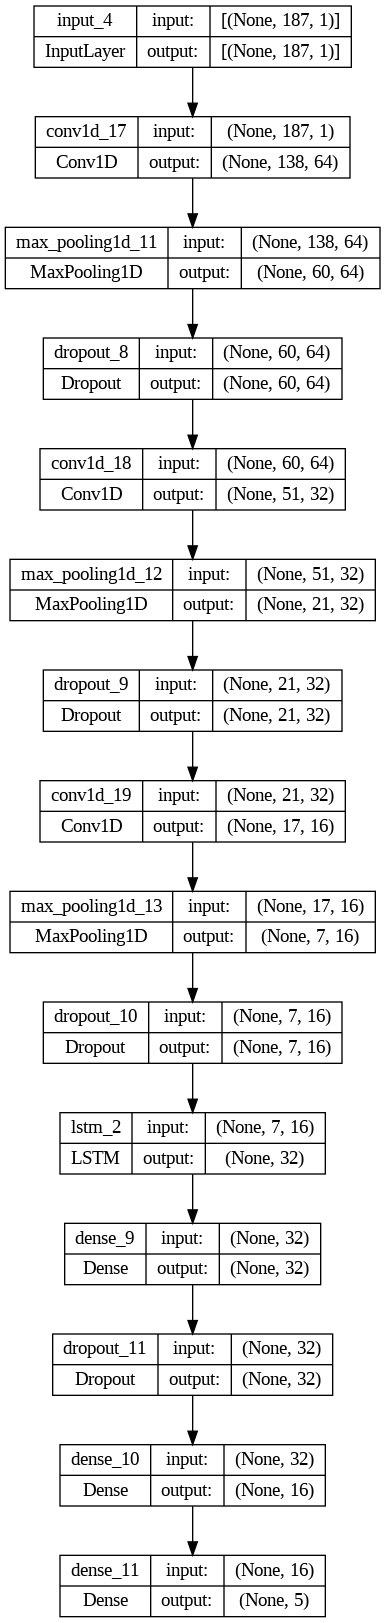 input_4 input: [(None, 187, 1)]
InputLayer output: [(None, 187, 1)]
conv1d_17 input: (None, 187, 1)
Conv1D output: (None, 138, 64)
max_pooling1d_11 input: (None, 138, 64)
MaxPooling1D output: (None, 60, 64)
dropout_8 input: (None, 60, 64)
Dropout output: (None, 60, 64)
conv1d_18 input: (None, 60, 64)
Conv1D output: (None, 51, 32)
max_pooling1d_12 input: (None, 51, 32)
MaxPooling1D output: (None, 21, 32)
dropout_9 input: (None, 21, 32)
Dropout output: (None, 21, 32)
conv1d_19 input: (None, 21, 32)
Conv1D output: (None, 17, 16)
max_pooling1d_13 input: (None, 17, 16)
MaxPooling1D output: (None, 7, 16)
dropout_10 input: (None, 7, 16)
Dropout output: (None, 7, 16)
lstm_2 input: (None, 7, 16)
LSTM output: (None, 32)
dense_9 input: (None, 32)
Dense output: (None, 32)
dropout_11 input: (None, 32)
Dropout output: (None, 32)
dense_10 input: (None, 32)
Dense output: (None, 16)
dense_11 input: (None, 16)
Dense output: (None, 5)